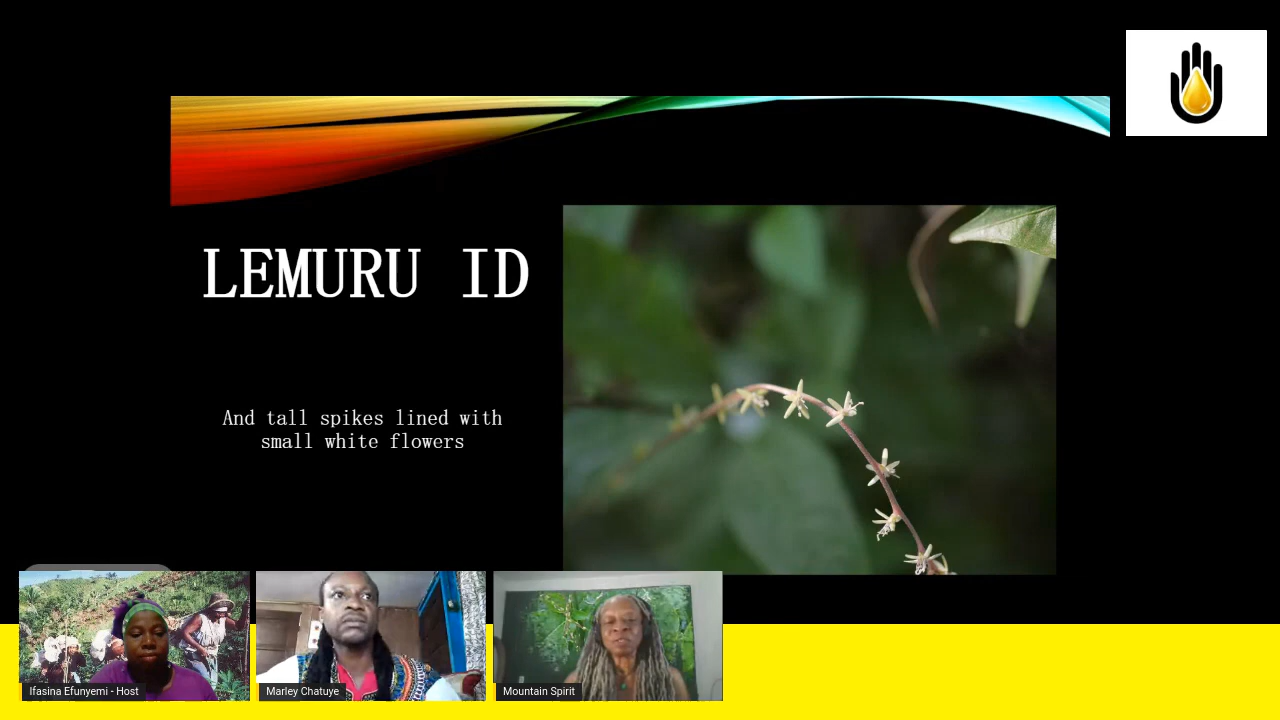 LEMURU ID
And tall spikes lined with
small white flowers
Ifasina Efunyemi - Host
Marley Chatuye
Mountain Spirit